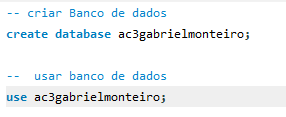 -- criar Banco de dados
create database ac3gabrielmonteiro;
--  usar banco de dados
use ac3gabrielmonteiro;